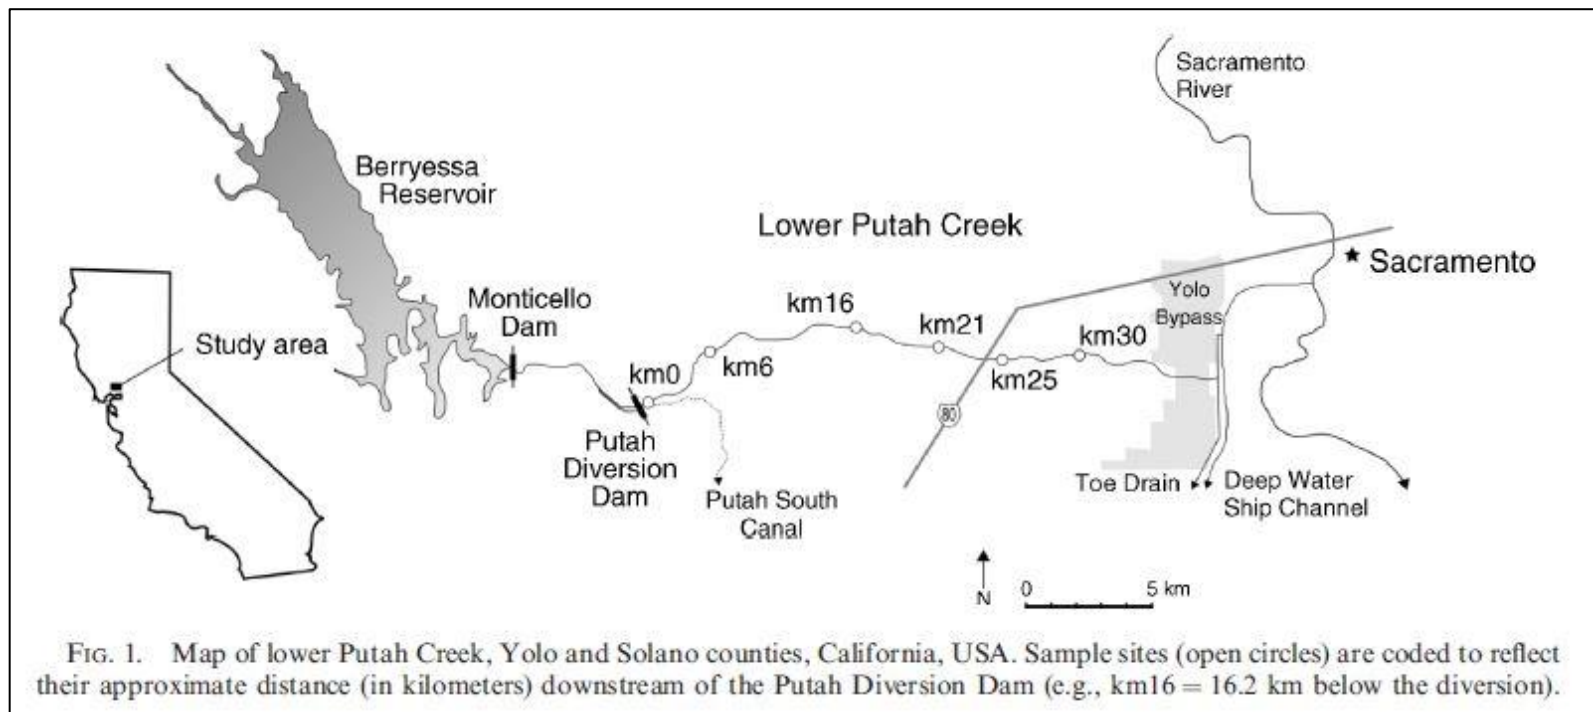 Sacramento
River
Berryessa
Reservoir
Lower Putah Creek
Sacramento
Monticello
Dam
Yolo
Bypass
km16
km21
km30
Study area
km0
km6
km25
80
Putah
Diversion
Dam
Putah South
Canal
Toe Drain
Deep Water
Ship Channel
N
0 5 km
FIG. 1. Map of lower Putah Creek, Yolo and Solano counties, California, USA. Sample sites (open circles) are coded to reflect
their approximate distance (in kilometers) downstream of the Putah Diversion Dam (e.g., km16 = 16.2 km below the diversion).